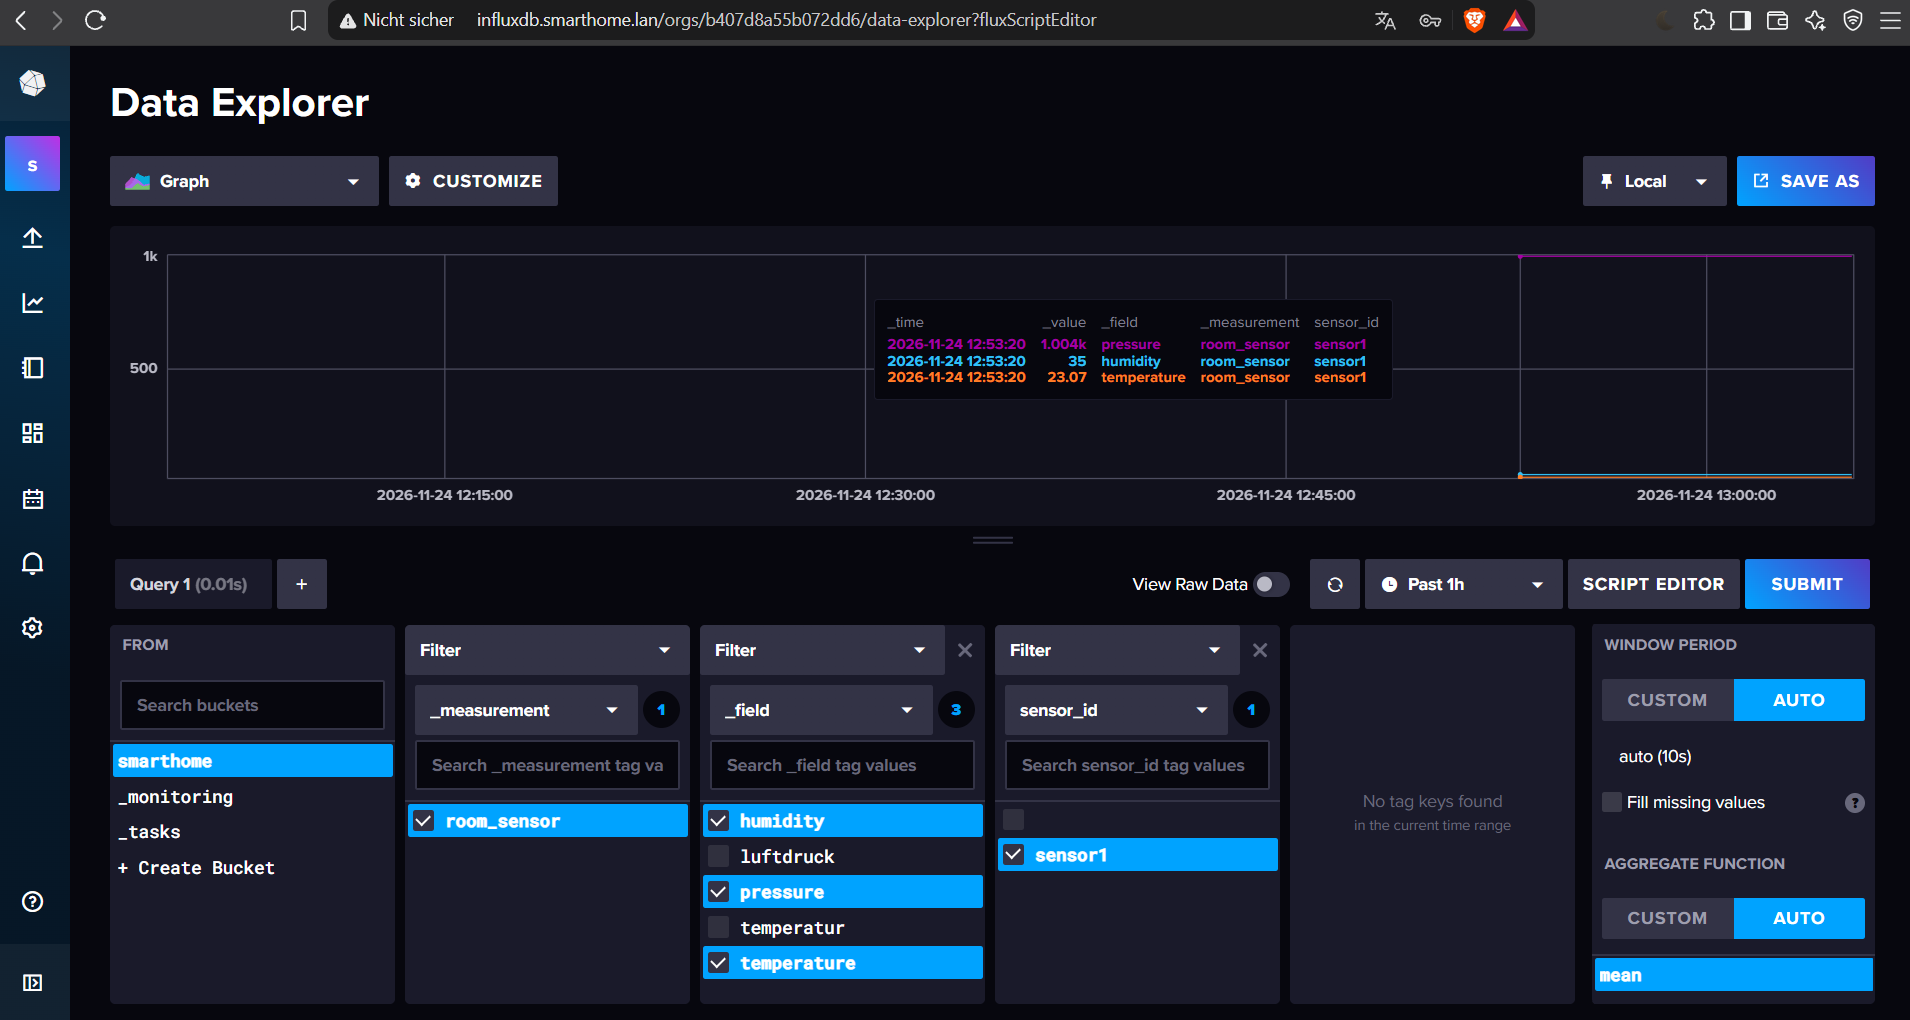 Nicht sicher influxdb.smarthome.lan/orgs/b407d8a55b072dd6/data-explorer?fluxScriptEditor
S
Data Explorer
Graph
CUSTOMIZE
Local
SAVE AS
1k
500
_time _value _field _measurement sensor_id
2026-11-24 12:53:20 1.004k pressure room_sensor sensor1
2026-11-24 12:53:20 35 humidity room_sensor sensor1
2026-11-24 12:53:20 23.07 temperature room_sensor sensor1
2026-11-24 12:15:00 2026-11-24 12:30:00 2026-11-24 12:45:00 2026-11-24 13:00:00
Query 1 (0.01s)
+
View Raw Data
Past 1h
SCRIPT EDITOR
SUBMIT
FROM
Search buckets
smarthome
_monitoring
_tasks
+ Create Bucket
Filter
_measurement
1
Search _measurement tag va
room_sensor
Filter
_field
3
Search _field tag values
humidity
luftdruck
pressure
temperatur
temperature
Filter
sensor_id
1
Search sensor_id tag values
sensor1
No tag keys found
in the current time range
WINDOW PERIOD
CUSTOM AUTO
auto (10s)
Fill missing values
?
AGGREGATE FUNCTION
CUSTOM AUTO
mean